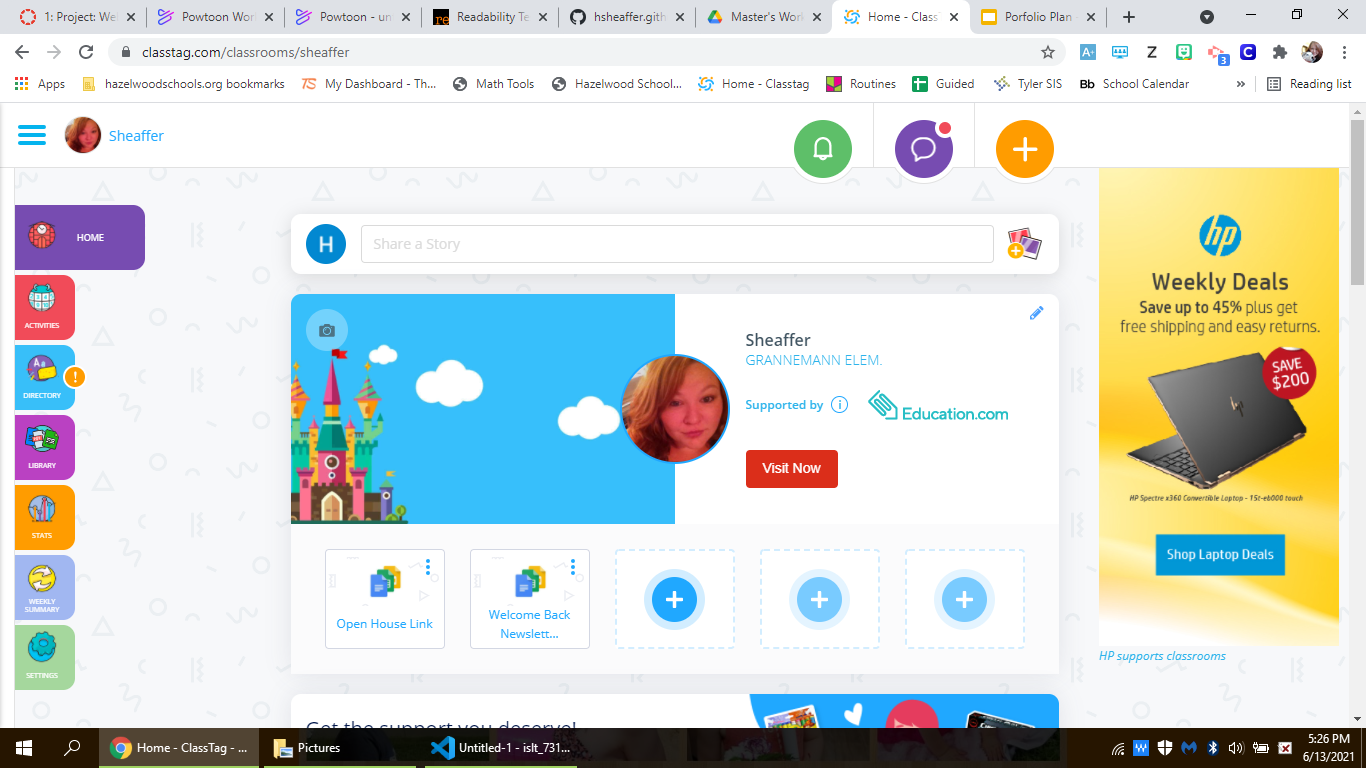 1: Project: We
Powtoon Wor
Powtoon - un
Readability Te
hsheaffer.gith
Master's Work
Home - Class
Porfolio Plan
classtag.com/classrooms/sheaffer
3
Apps
hazelwoodschools.org bookmarks
My Dashboard - Th...
Math Tools
Hazelwood School...
Home - Classtag
Routines
Guided
Tyler SIS
Bb School Calendar
»
Reading list
Sheaffer
HOME
ACTIVITIES
DIRECTORY
LIBRARY
STATS
WEEKLY
SUMMARY
SETTINGS
H
Share a Story
Sheaffer
GRANNEMANN ELEM.
Supported by
Education.com
Visit Now
Open House Link
Welcome Back
Newslett...
Get the support you deserve!
hp
Weekly Deals
Save up to 45% plus get
free shipping and easy returns.
SAVE
$200
HP Spectre x360 Convertible Laptop - 15t-eb000 touch
Shop Laptop Deals
HP supports classrooms
Home - ClassTag - ...
Pictures
Untitled-1 - islt_731...
5:26 PM
6/13/2021